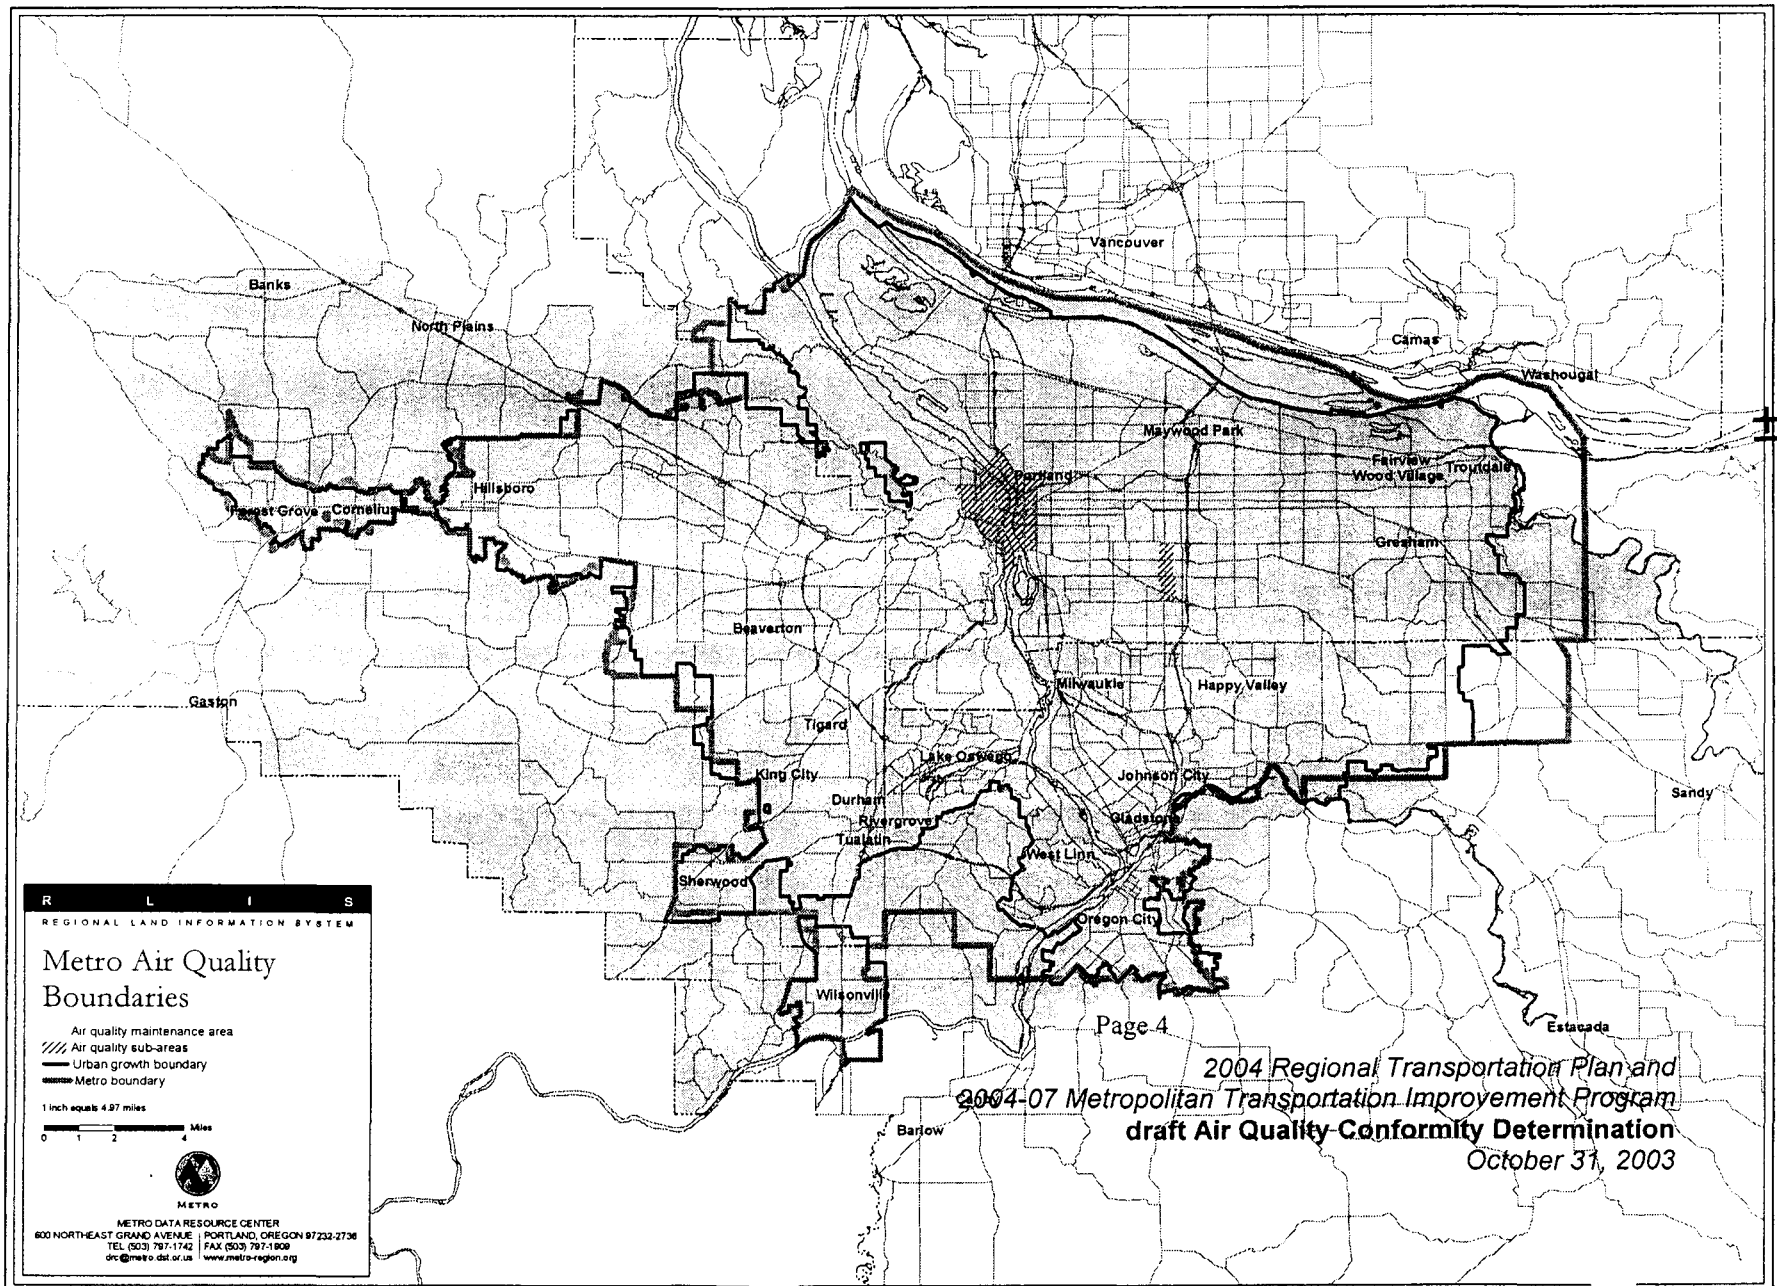 Vancouver
Banks
North Plains
Camas
Washougal
Maywood Park
Fairview
Wood Village
Troutdale
Portland
Hillsboro
Forest Grove
Cornelius
Gresham
Beaverton
Milwaukie
Happy Valley
Gaston
Tigard
Lake Oswego
King City
Johnson City
Durham
Sandy
Rivergrove
Gladstone
Tualatin
West Linn
Sherwood
Oregon City
Wilsonville
Estacada
Barlow
R L I S
REGIONAL LAND INFORMATION SYSTEM
Metro Air Quality
Boundaries
Air quality maintenance area
Air quality sub-areas
Urban growth boundary
Metro boundary
1 inch equals 4.97 miles
0 1 2 4 Miles
METRO
METRO DATA RESOURCE CENTER
600 NORTHEAST GRAND AVENUE | PORTLAND, OREGON 97232-2736
TEL (503) 797-1742 | FAX (503) 797-1909
drc@metro.dst.or.us | www.metro-region.org
Page 4
2004 Regional Transportation Plan and
2004-07 Metropolitan Transportation Improvement Program
draft Air Quality Conformity Determination
October 31, 2003